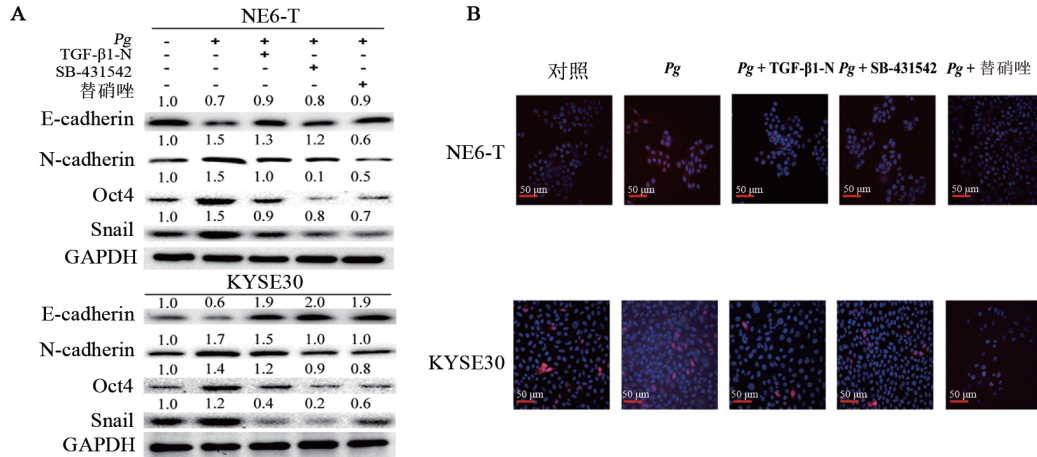 A
NE6-T
Pg - + + + +
TGF-β1-N - - + - -
SB-431542 - - - + -
替硝唑 - - - - +
1.0 0.7 0.9 0.8 0.9
E-cadherin
1.0 1.5 1.3 1.2 0.6
N-cadherin
1.0 1.5 1.0 0.1 0.5
Oct4
1.0 1.5 0.9 0.8 0.7
Snail
GAPDH
KYSE30
1.0 0.6 1.9 2.0 1.9
E-cadherin
1.0 1.7 1.5 1.0 1.0
N-cadherin
1.0 1.4 1.2 0.9 0.8
Oct4
1.0 1.2 0.4 0.2 0.6
Snail
GAPDH
B
对照 Pg Pg + TGF-β1-N Pg + SB-431542 Pg + 替硝唑
NE6-T
50 μm 50 μm 50 μm 50 μm 50 μm
KYSE30
50 μm 50 μm 50 μm 50 μm 50 μm